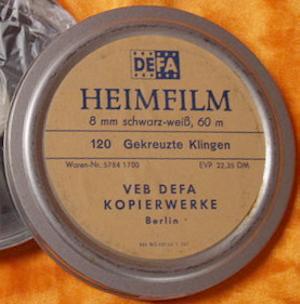 DEFA
HEIMFILM
8 mm schwarz-weiß, 60 m
120 Gekreuzte Klingen
Waren-Nr. 5784 1700 EVP 22,35 DM
VEB DEFA
KOPIERWERKE
Berlin